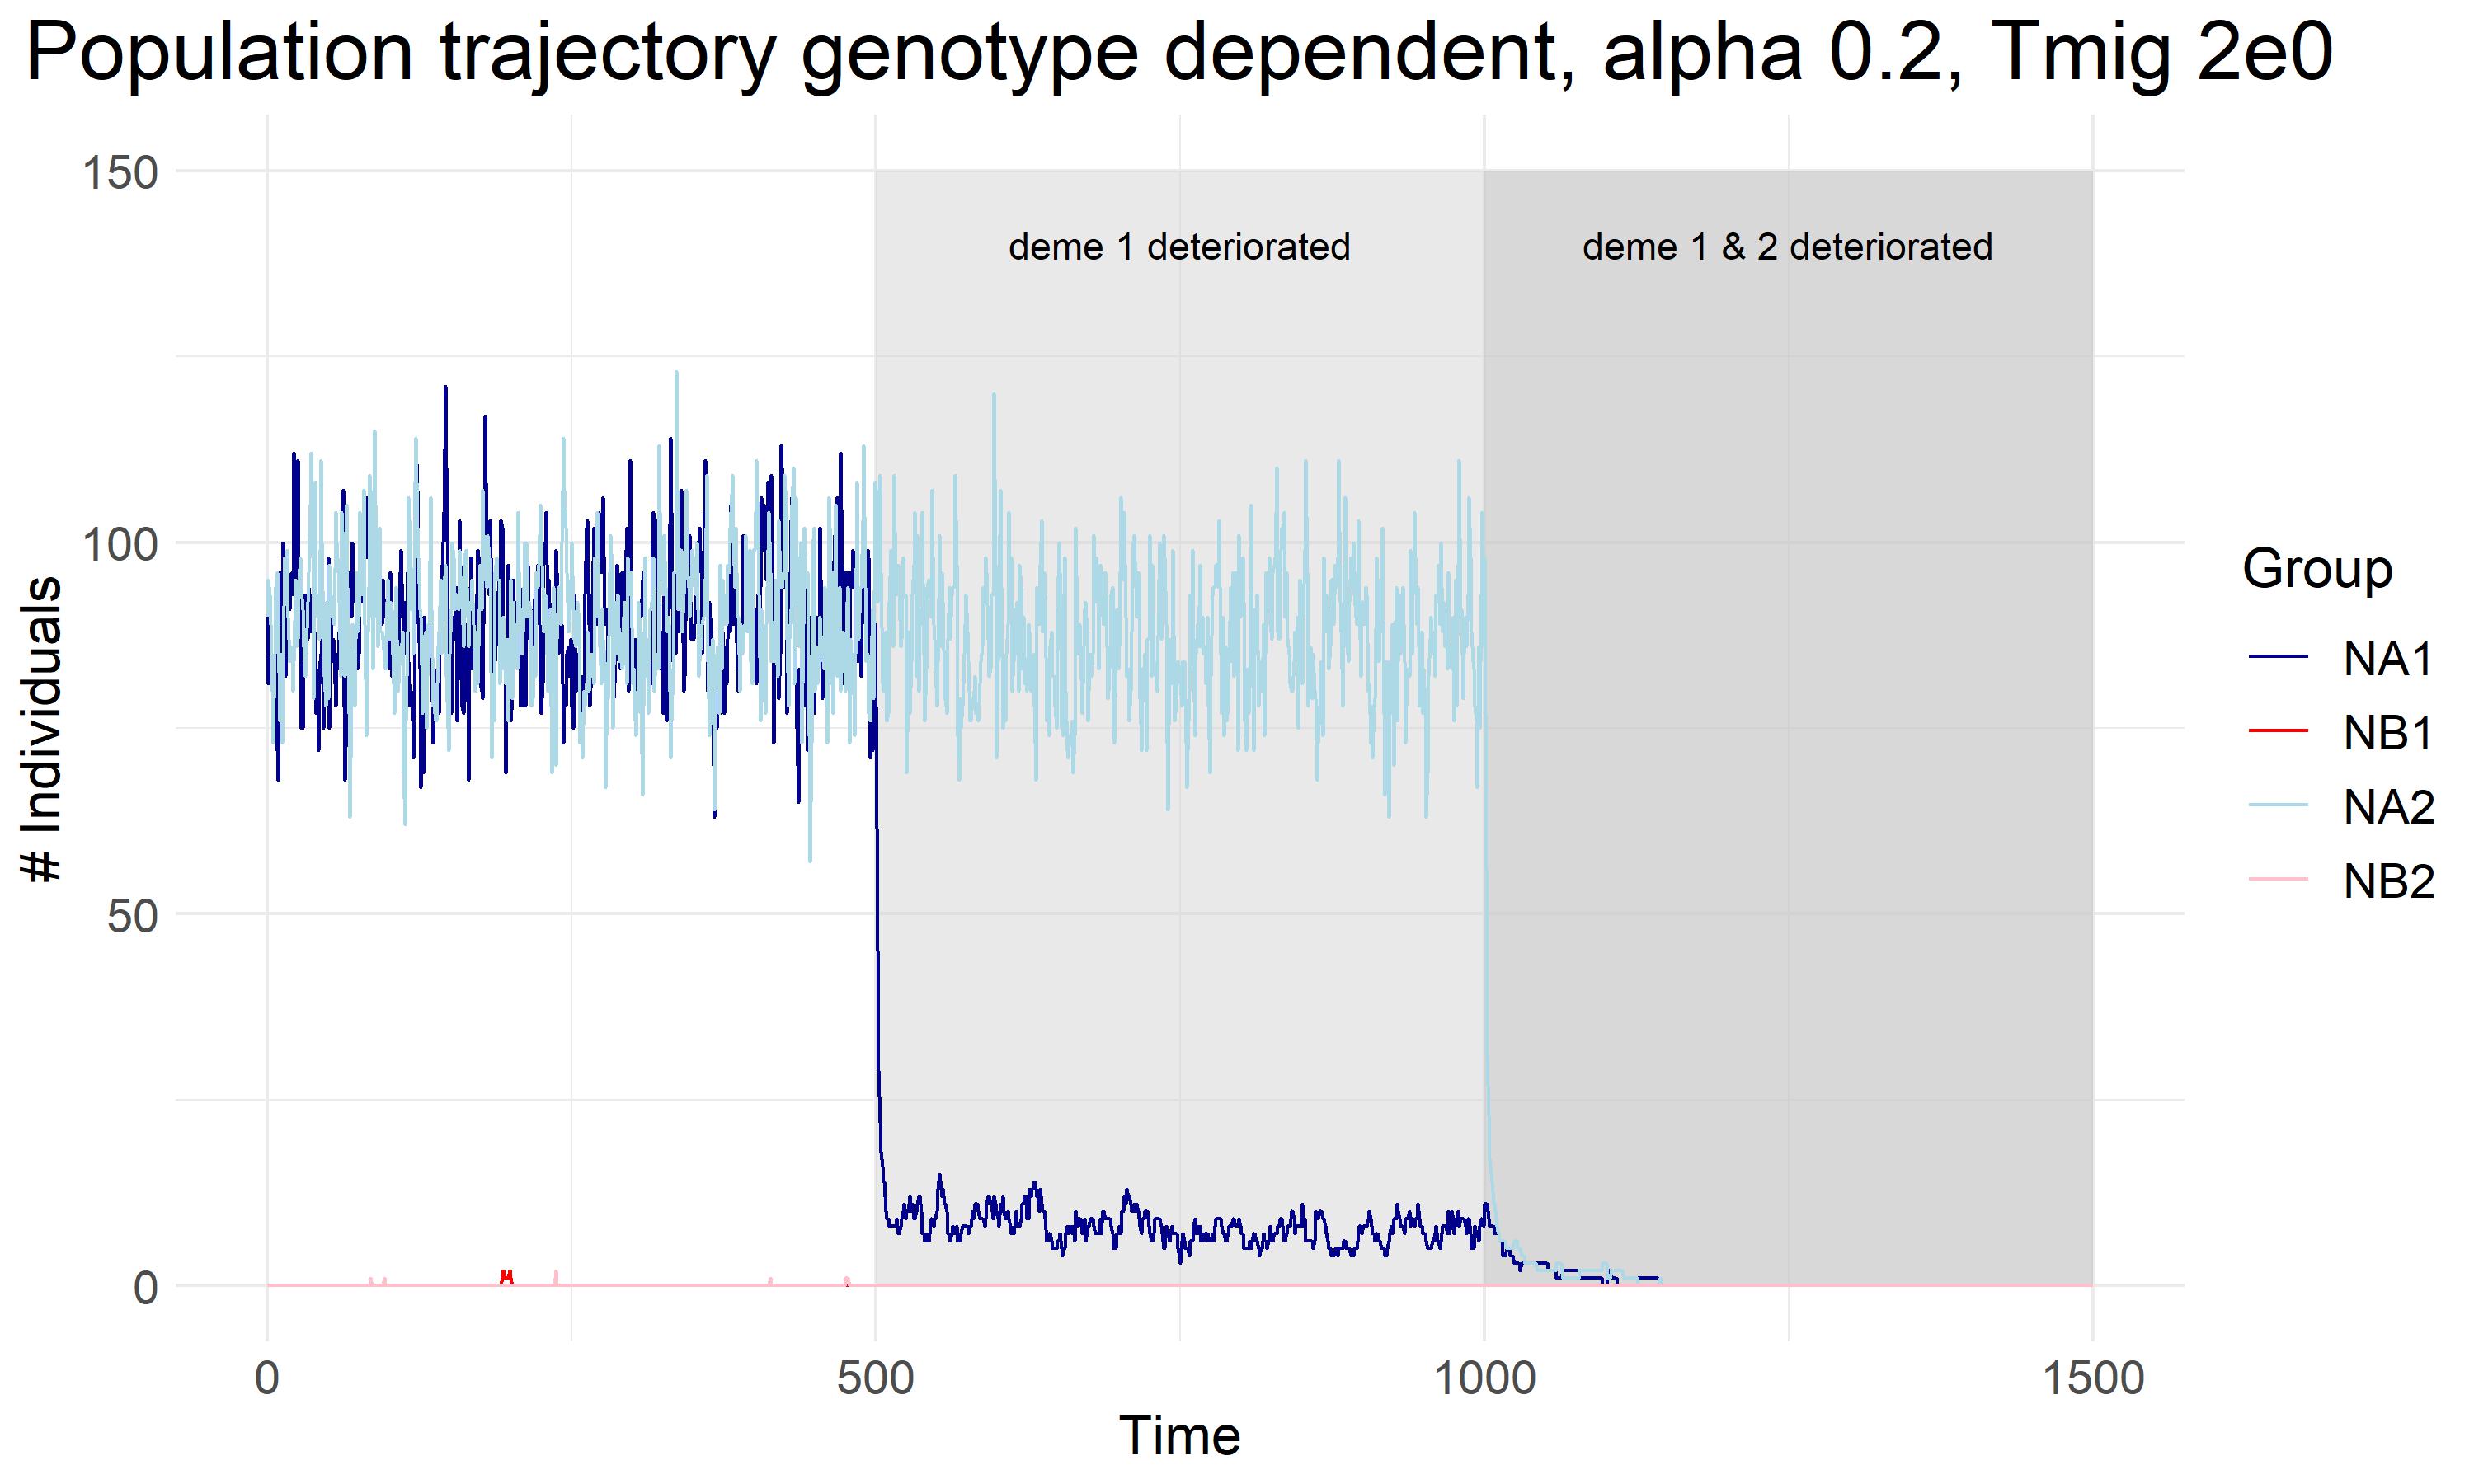 Population trajectory genotype dependent, alpha 0.2, Tmig 2e0
150
deme 1 deteriorated
deme 1 & 2 deteriorated
100
50
0
# Individuals
Group
NA1
NB1
NA2
NB2
0
500
1000
1500
Time